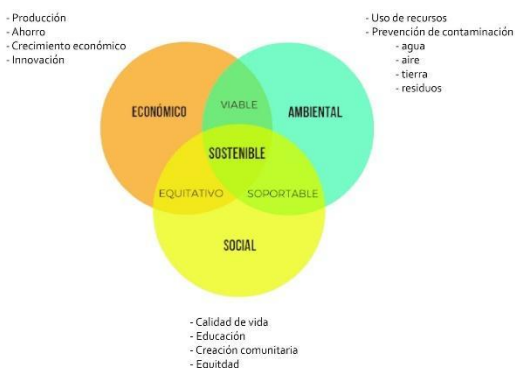 - Producción
- Ahorro
- Crecimiento económico
- Innovación
- Uso de recursos
- Prevención de contaminación
- agua
- aire
- tierra
- residuos
ECONÓMICO
VIABLE
AMBIENTAL
SOSTENIBLE
EQUITATIVO
SOPORTABLE
SOCIAL
- Calidad de vida
- Educación
- Creación comunitaria
- Equitdad